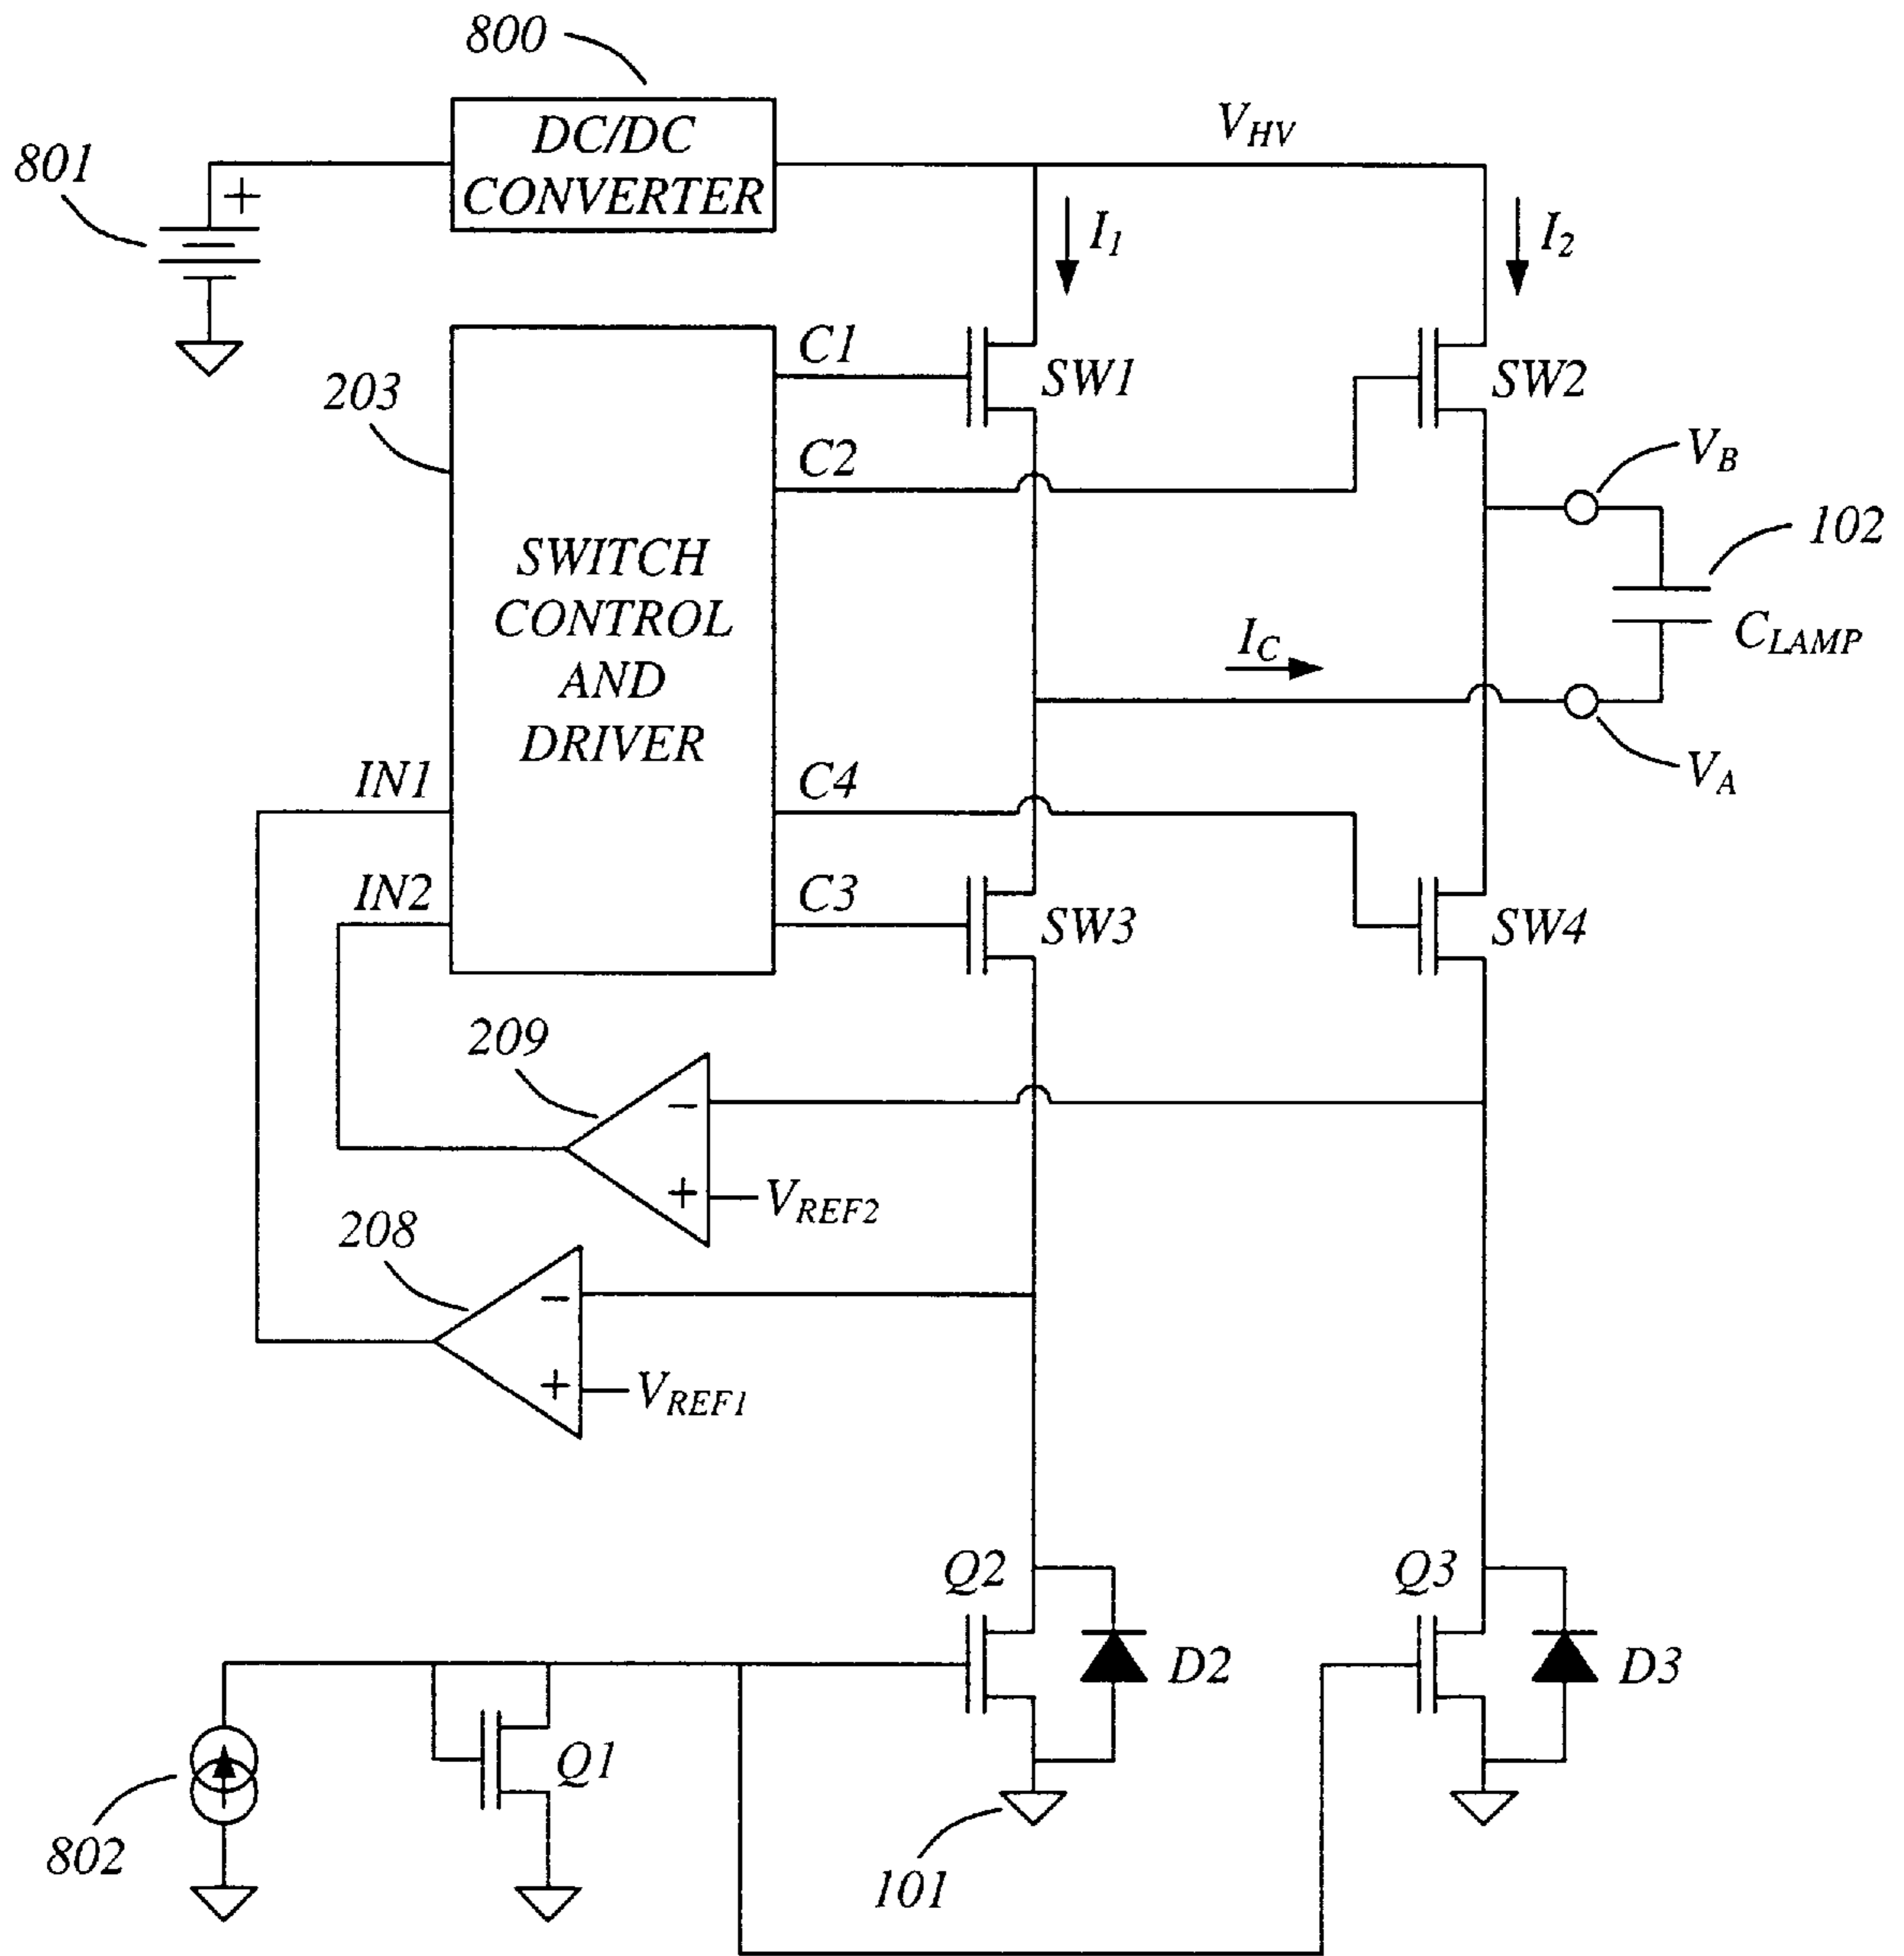 800
DC/DC
CONVERTER
V_HV
801
+
I_1
I_2
C1
SW1
SW2
203
C2
V_B
102
SWITCH
CONTROL
AND
DRIVER
C_LAMP
I_C
IN1
C4
V_A
IN2
C3
SW3
SW4
209
−
+
V_REF2
208
−
+
V_REF1
Q2
Q3
D2
D3
Q1
802
101